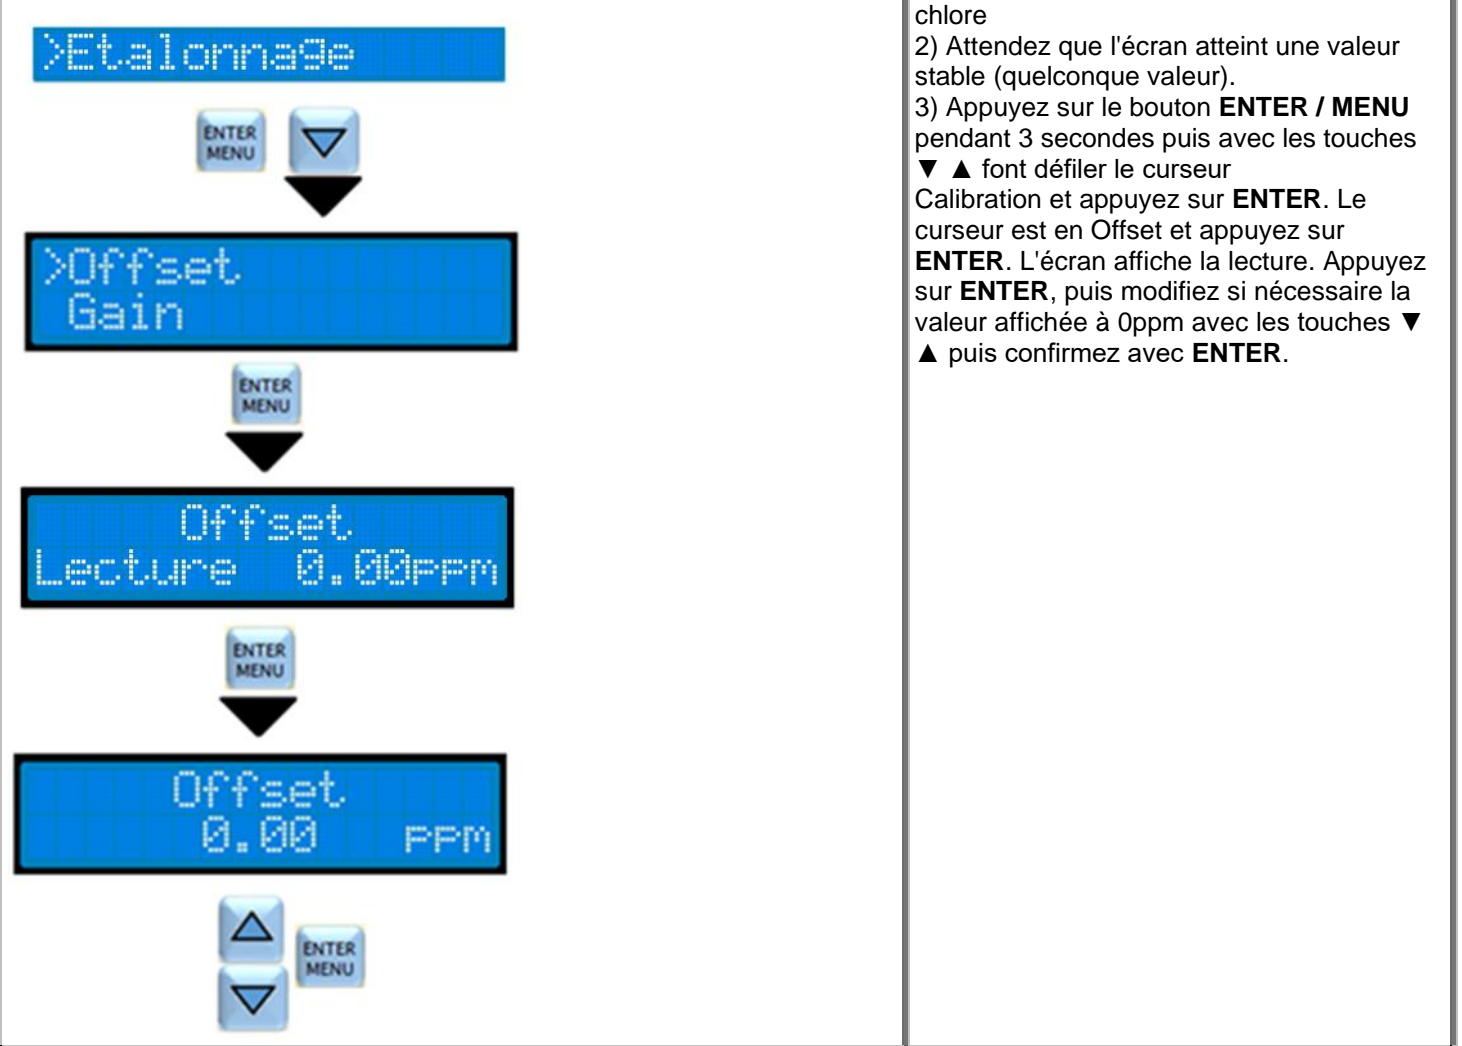 >Etalonnage
ENTER
MENU
>Offset
Gain
ENTER
MENU
Offset
Lecture 0.00ppm
ENTER
MENU
Offset
0.00 ppm
ENTER
MENU
chlore
2) Attendez que l'écran atteint une valeur
stable (quelconque valeur).
3) Appuyez sur le bouton ENTER / MENU
pendant 3 secondes puis avec les touches
▼ ▲ font défiler le curseur
Calibration et appuyez sur ENTER. Le
curseur est en Offset et appuyez sur
ENTER. L'écran affiche la lecture. Appuyez
sur ENTER, puis modifiez si nécessaire la
valeur affichée à 0ppm avec les touches ▼
▲ puis confirmez avec ENTER.